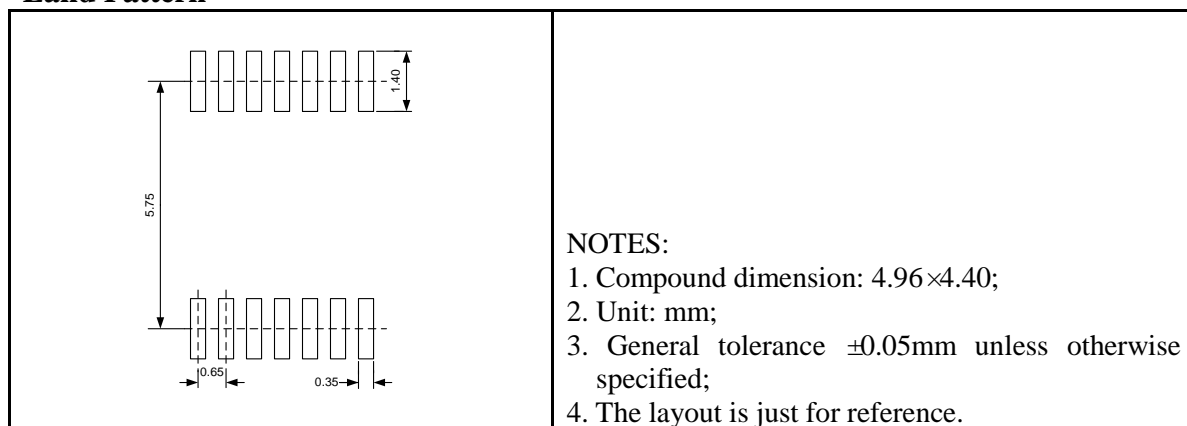 Land Pattern
1.40
5.75
0.65
0.35
NOTES:
1. Compound dimension: 4.96×4.40;
2. Unit: mm;
3. General tolerance ±0.05mm unless otherwise
specified;
4. The layout is just for reference.